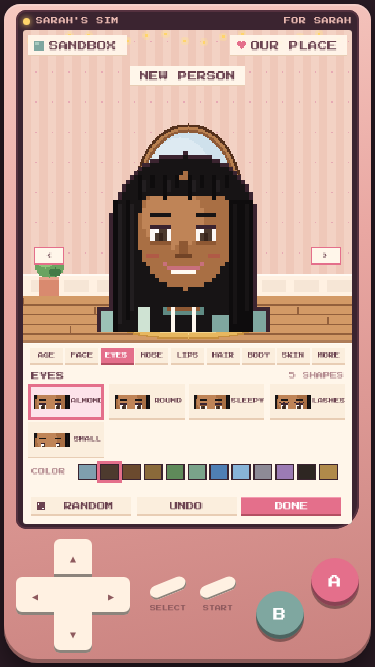 SARAH'S SIM
FOR SARAH
SANDBOX
OUR PLACE
NEW PERSON
AGE
FACE
EYES
NOSE
LIPS
HAIR
BODY
SKIN
MORE
EYES
SHAPES
ALMOND
ROUND
SLEEPY
LASHES
SMALL
COLOR
RANDOM
UNDO
DONE
SELECT
START
B
A